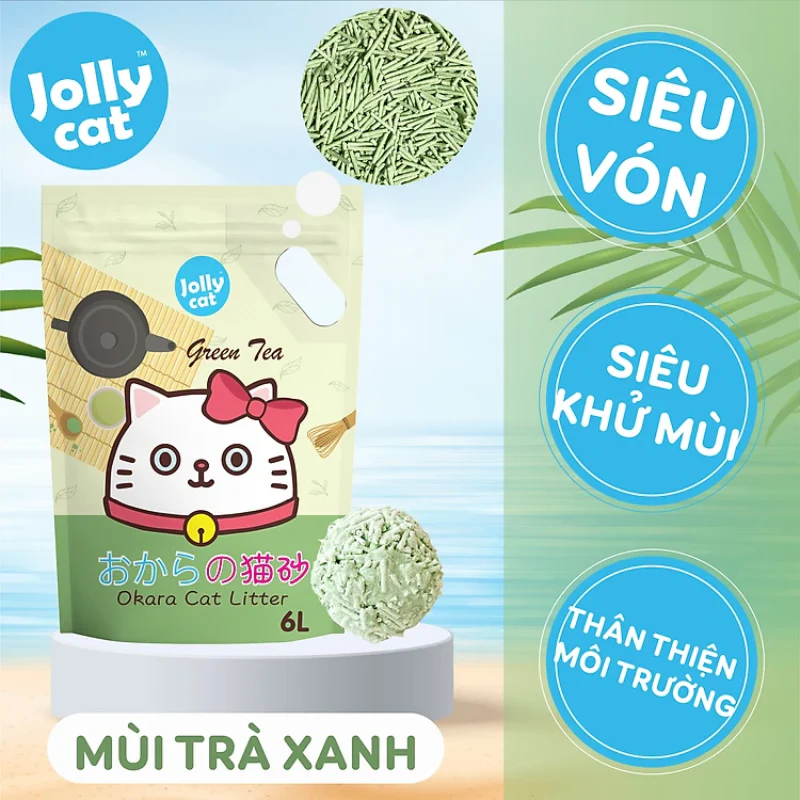 Jolly
cat
TM
SIÊU
VÓN
Jolly
cat
Green Tea
SIÊU
KHỬ MÙI
おからの猫砂
Okara Cat Litter
6L
THÂN THIỆN
MÔI TRƯỜNG
MÙI TRÀ XANH